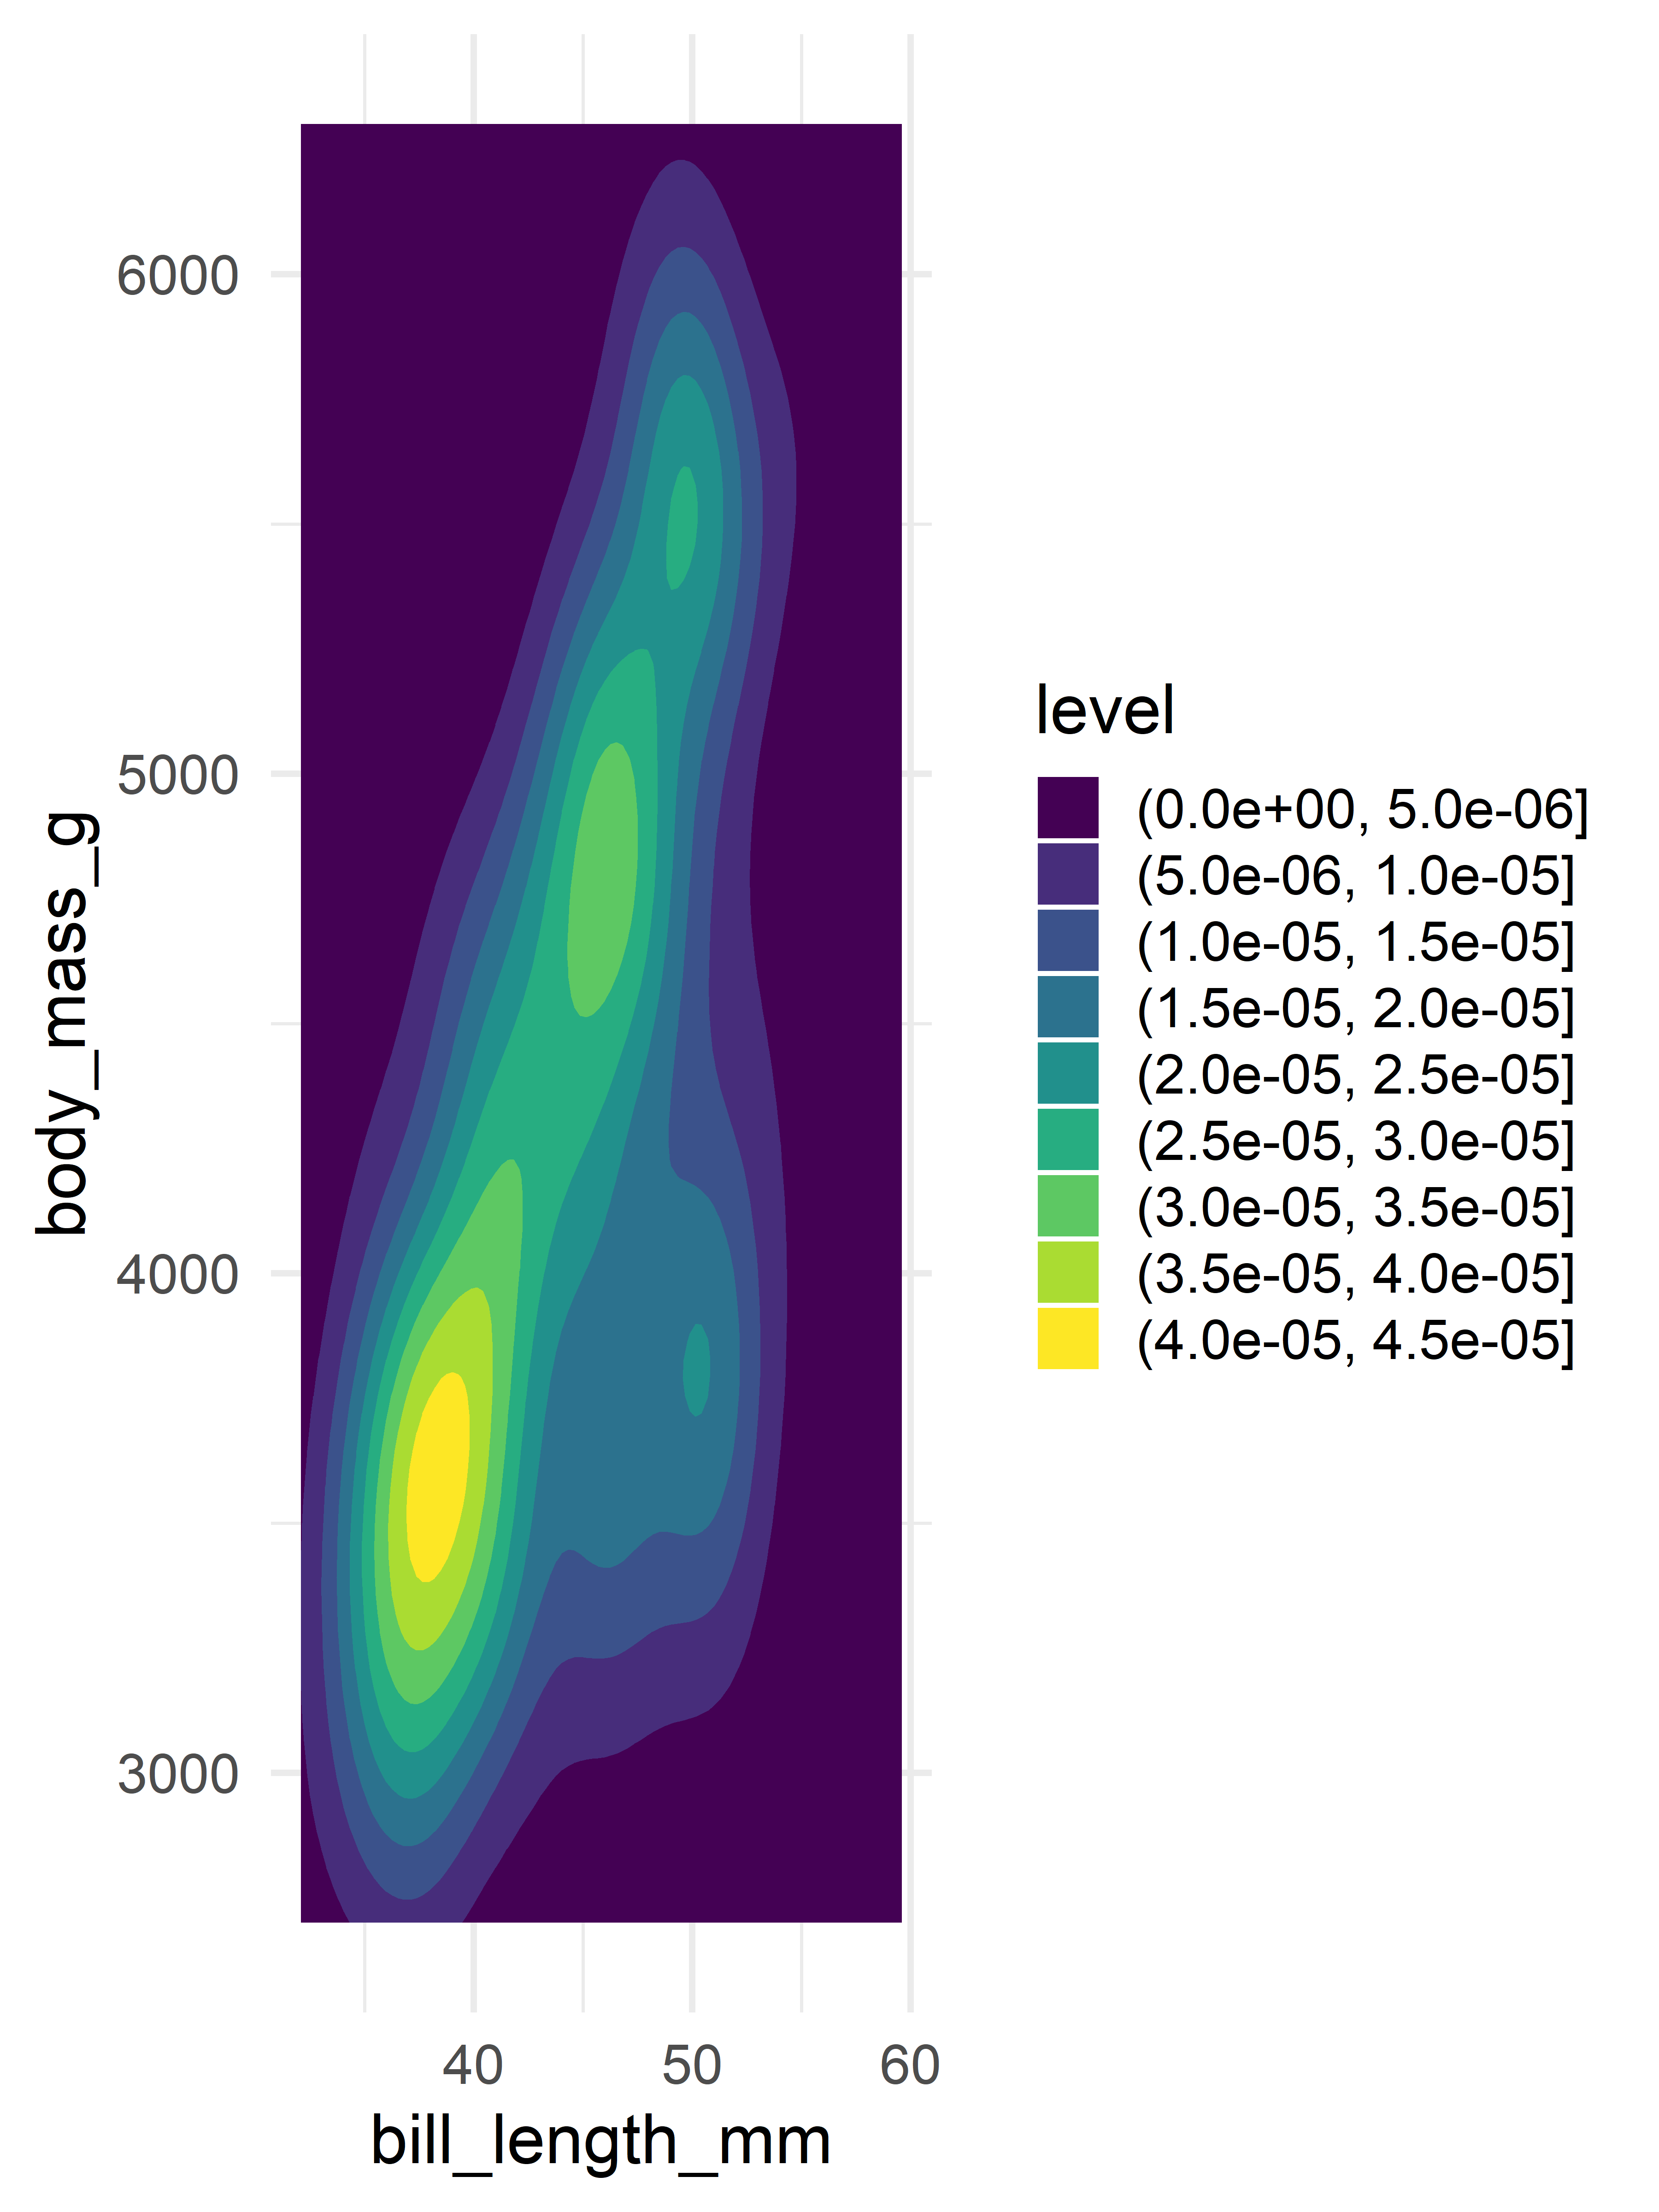 6000
5000
4000
3000
body_mass_g
40 50 60
bill_length_mm
level
(0.0e+00, 5.0e-06]
(5.0e-06, 1.0e-05]
(1.0e-05, 1.5e-05]
(1.5e-05, 2.0e-05]
(2.0e-05, 2.5e-05]
(2.5e-05, 3.0e-05]
(3.0e-05, 3.5e-05]
(3.5e-05, 4.0e-05]
(4.0e-05, 4.5e-05]